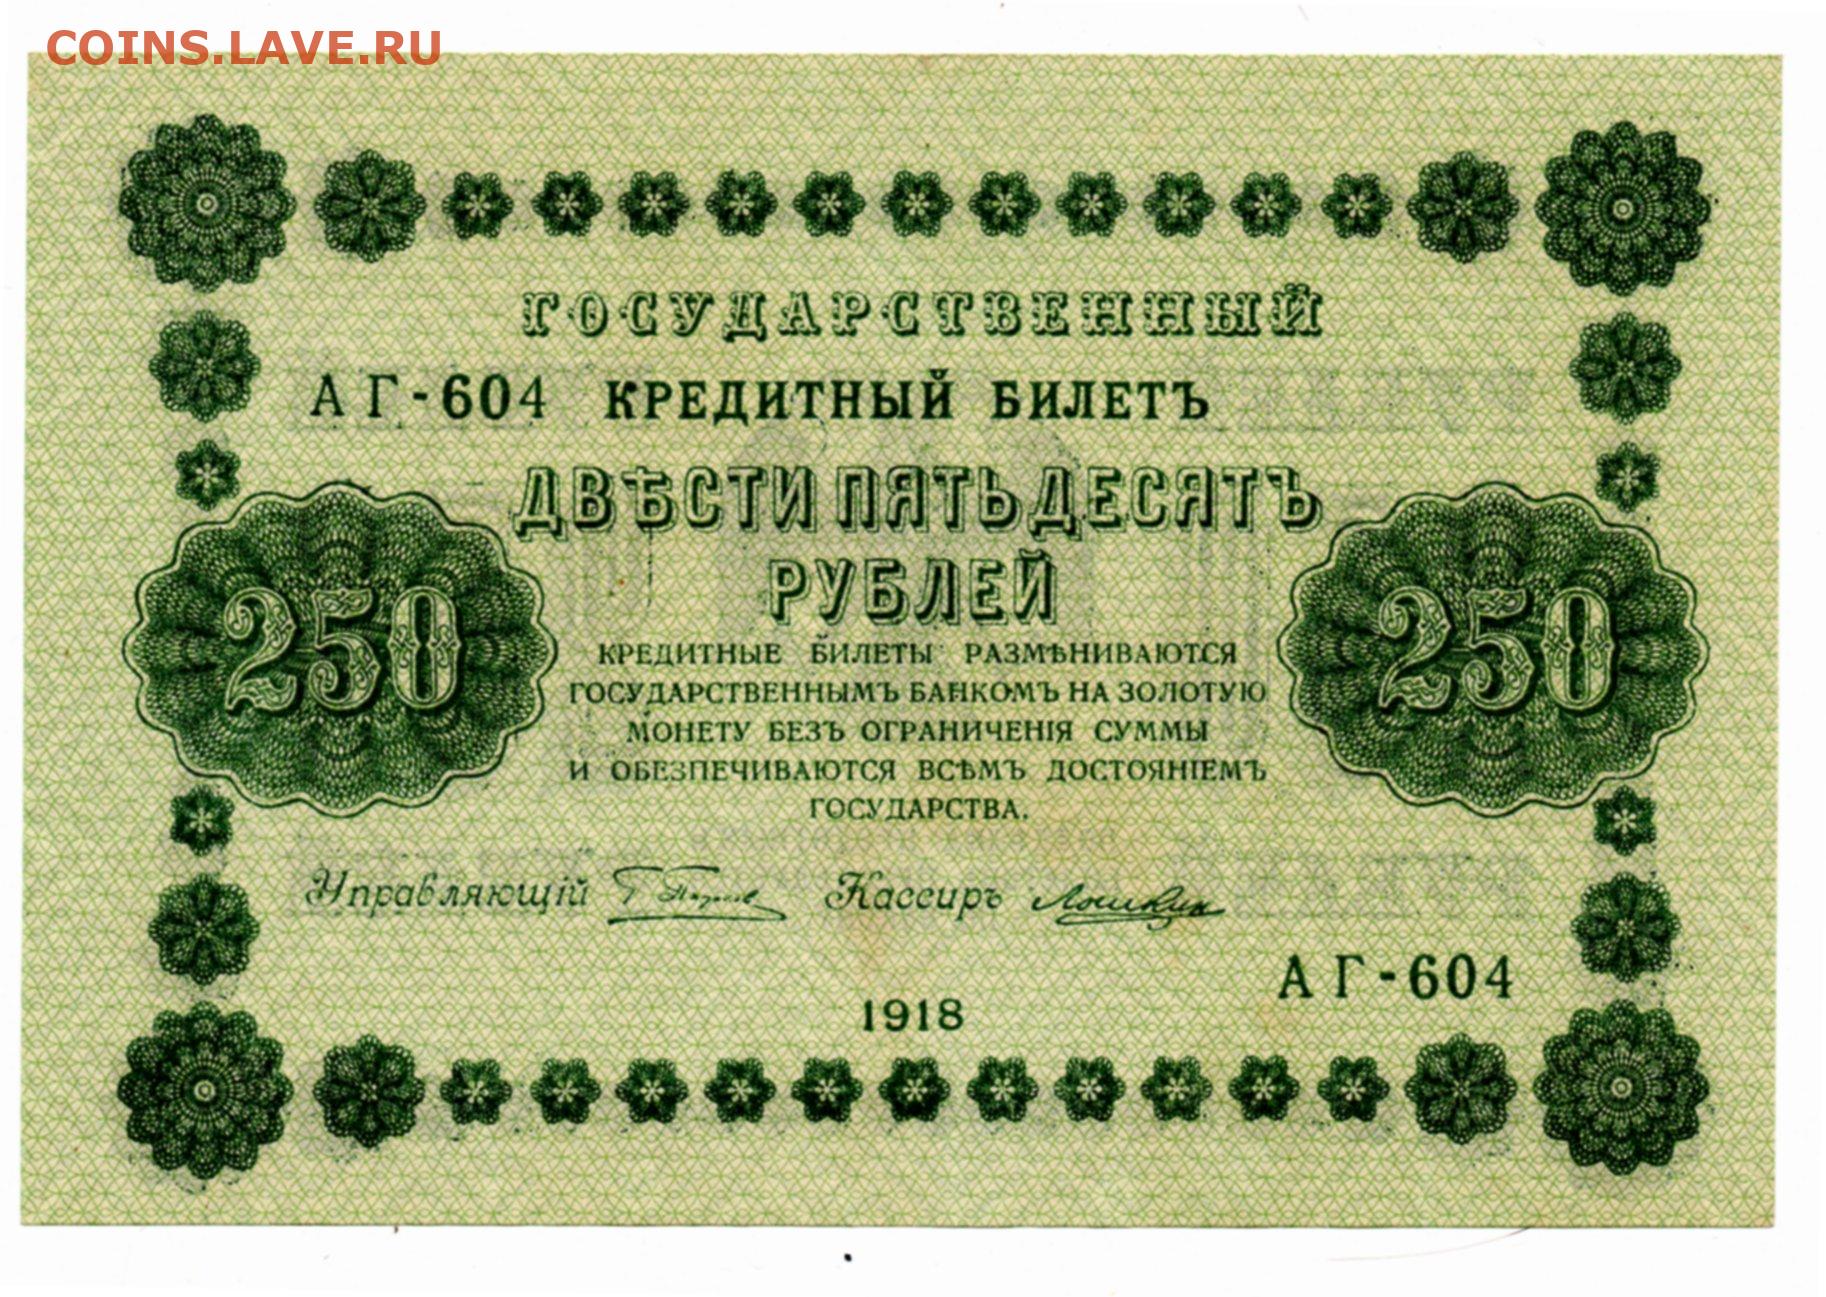 COINS.LAVE.RU
ГОСУДАРСТВЕННЫЙ
АГ-604 КРЕДИТНЫЙ БИЛЕТЪ
ДВѢСТИ ПЯТЬДЕСЯТЪ
РУБЛЕЙ
250
250
КРЕДИТНЫЕ БИЛЕТЫ РАЗМѢНИВАЮТСЯ
ГОСУДАРСТВЕННЫМЪ БАНКОМЪ НА ЗОЛОТУЮ
МОНЕТУ БЕЗЪ ОГРАНИЧЕНІЯ СУММЫ
И ОБЕЗПЕЧИВАЮТСЯ ВСѢМЪ ДОСТОЯНІЕМЪ
ГОСУДАРСТВА.
Управляющій Кассиръ
АГ-604
1918